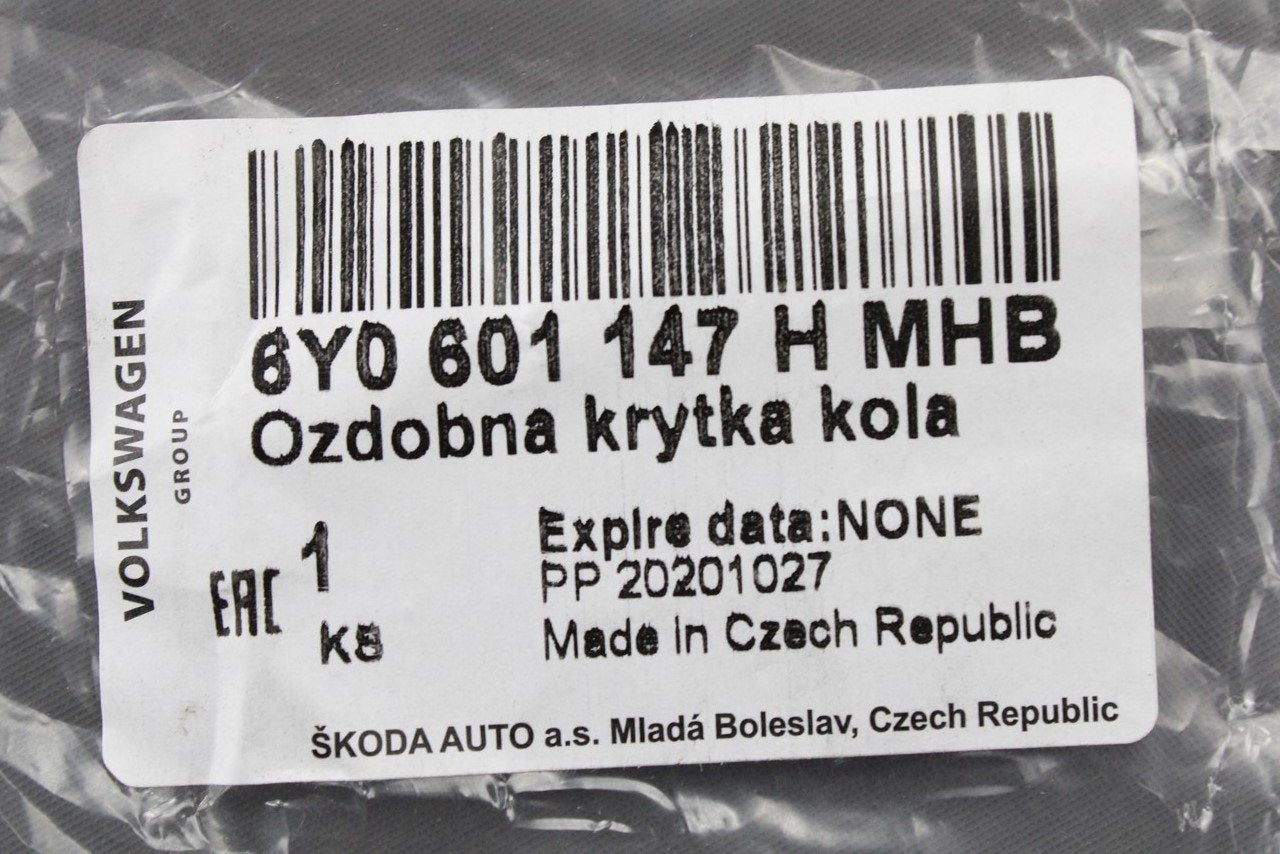 VOLKSWAGEN
GROUP
6Y0 601 147 H MHB
Ozdobna krytka kola
EAC
1
ks
Expire data:NONE
PP 20201027
Made in Czech Republic
ŠKODA AUTO a.s. Mladá Boleslav, Czech Republic